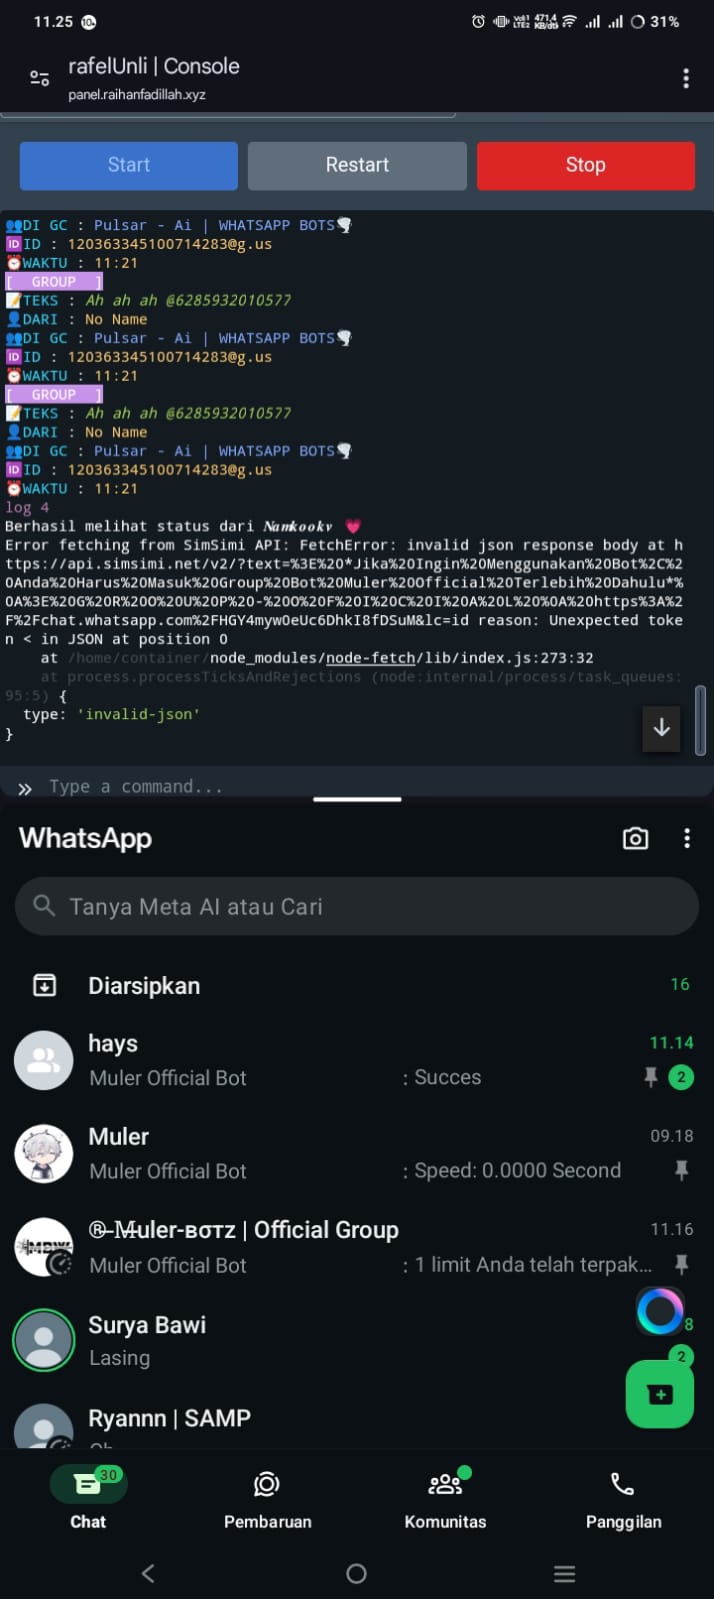 11.25
Vol1 LTE2
471,4 KB/dtk
31%
rafelUnli | Console
panel.raihanfadillah.xyz
Start
Restart
Stop
👥DI GC : Pulsar - Ai | WHATSAPP BOTS🌪
🆔ID : 120363345100714283@g.us
⏰WAKTU : 11:21
[ GROUP ]
📝TEKS : Ah ah ah @6285932010577
👤DARI : No Name
👥DI GC : Pulsar - Ai | WHATSAPP BOTS🌪
🆔ID : 120363345100714283@g.us
⏰WAKTU : 11:21
[ GROUP ]
📝TEKS : Ah ah ah @6285932010577
👤DARI : No Name
👥DI GC : Pulsar - Ai | WHATSAPP BOTS🌪
🆔ID : 120363345100714283@g.us
⏰WAKTU : 11:21
log 4
Berhasil melihat status dari 𝑵𝒂𝒎𝒌𝒐𝒐𝒌𝒗 💗
Error fetching from SimSimi API: FetchError: invalid json response body at h
ttps://api.simsimi.net/v2/?text=%3E%20*Jika%20Ingin%20Menggunakan%20Bot%2C%2
0Anda%20Harus%20Masuk%20Group%20Bot%20Muler%20Official%20Terlebih%20Dahulu*%
0A%3E%20G%20R%20O%20U%20P%20-%20O%20F%20I%20C%20I%20A%20L%20%0A%20https%3A%2
F%2Fchat.whatsapp.com%2FHGY4mywOeUc6DhkI8fDSuM&lc=id reason: Unexpected toke
n < in JSON at position 0
at /home/container/node_modules/node-fetch/lib/index.js:273:32
at process.processTicksAndRejections (node:internal/process/task_queues:
95:5) {
type: 'invalid-json'
}
Type a command...
WhatsApp
Tanya Meta AI atau Cari
Diarsipkan
16
hays
11.14
Muler Official Bot : Succes
2
Muler
09.18
Muler Official Bot : Speed: 0.0000 Second
®-Muler-ʙσᴛᴢ | Official Group
11.16
Muler Official Bot : 1 limit Anda telah terpak...
Surya Bawi
8
Lasing
2
Ryannn | SAMP
30
Chat
Pembaruan
Komunitas
Panggilan